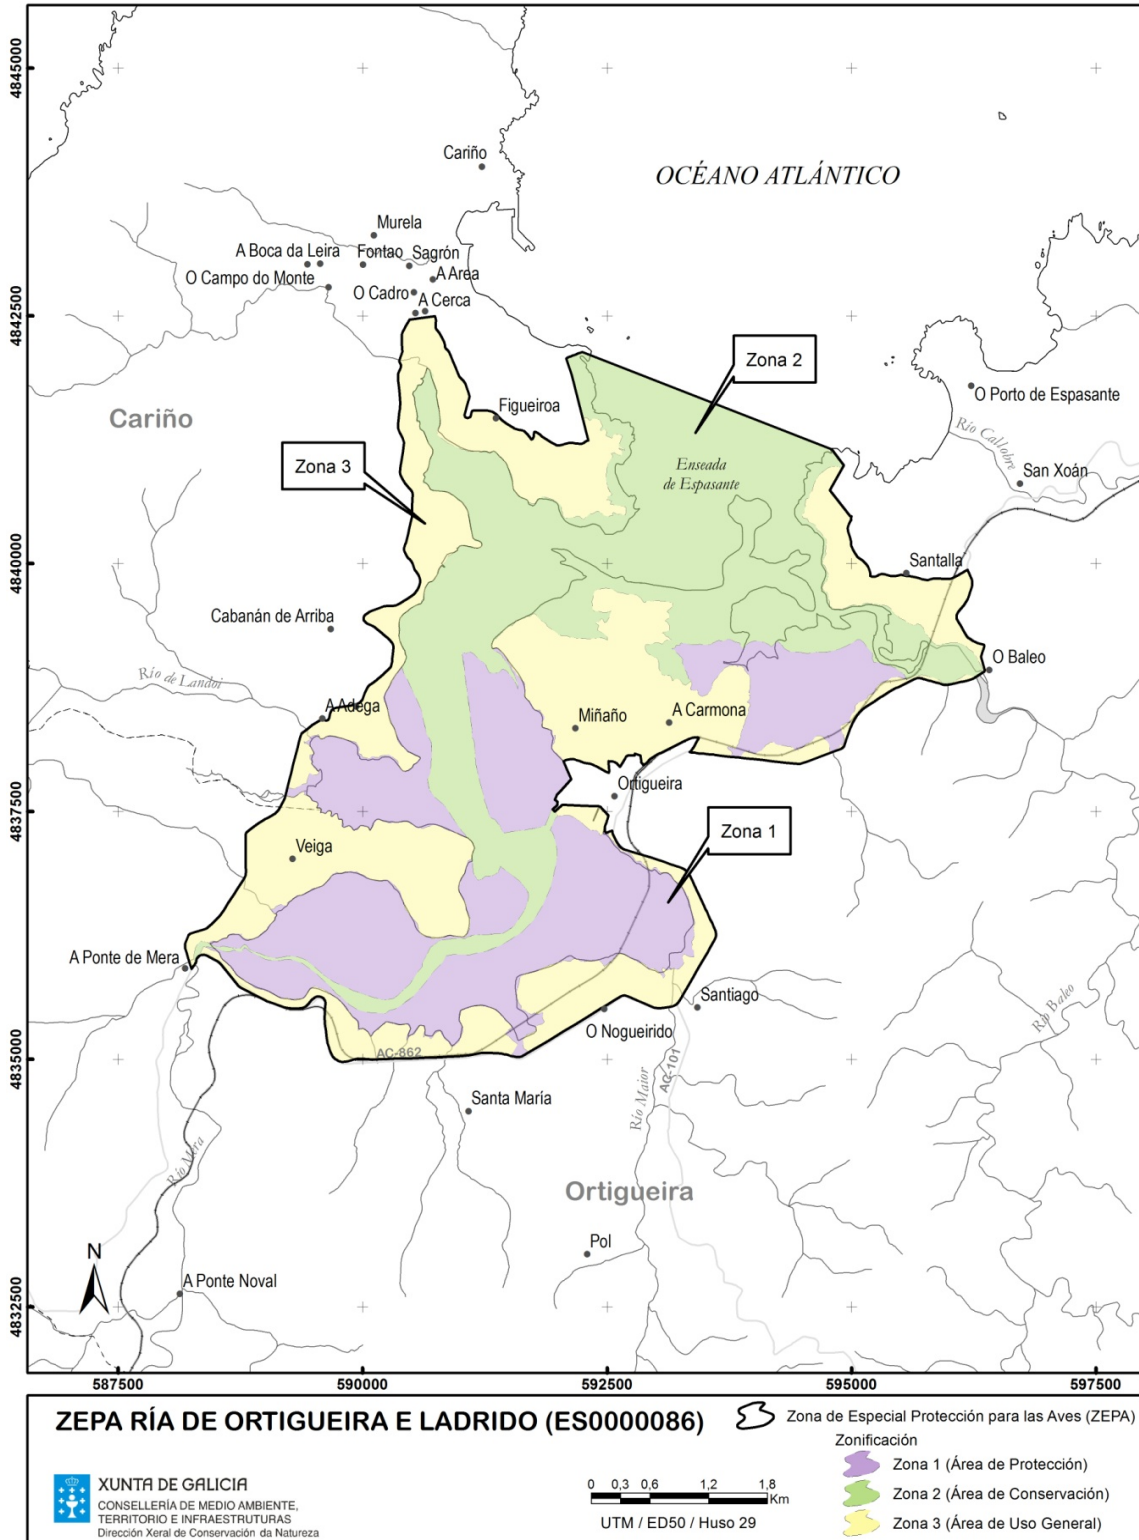 4845000
Cariño
OCÉANO ATLÁNTICO
Murela
A Boca da Leira
Fontao
Sagrón
A Area
O Campo do Monte
O Cadro
A Cerca
4842500
Zona 2
O Porto de Espasante
Cariño
Figueiroa
Río Callobre
Zona 3
Enseada
de Espasante
San Xoán
4840000
Santalla
Cabanán de Arriba
O Baleo
Río de Landoi
A Adega
Miñaño
A Carmona
Ortigueira
4837500
Zona 1
Veiga
A Ponte de Mera
Santiago
O Nogueirido
Río Baleo
4835000
AC-862
AC-101
Río Maior
Santa María
Río Mera
Ortigueira
Pol
N
A Ponte Noval
4832500
587500
590000
592500
595000
597500
ZEPA RÍA DE ORTIGUEIRA E LADRIDO (ES0000086)
Zona de Especial Protección para las Aves (ZEPA)
Zonificación
Zona 1 (Área de Protección)
Zona 2 (Área de Conservación)
Zona 3 (Área de Uso General)
XUNTA DE GALICIA
CONSELLERÍA DE MEDIO AMBIENTE,
TERRITORIO E INFRAESTRUTURAS
Dirección Xeral de Conservación da Natureza
0 0,3 0,6 1,2 1,8
Km
UTM / ED50 / Huso 29